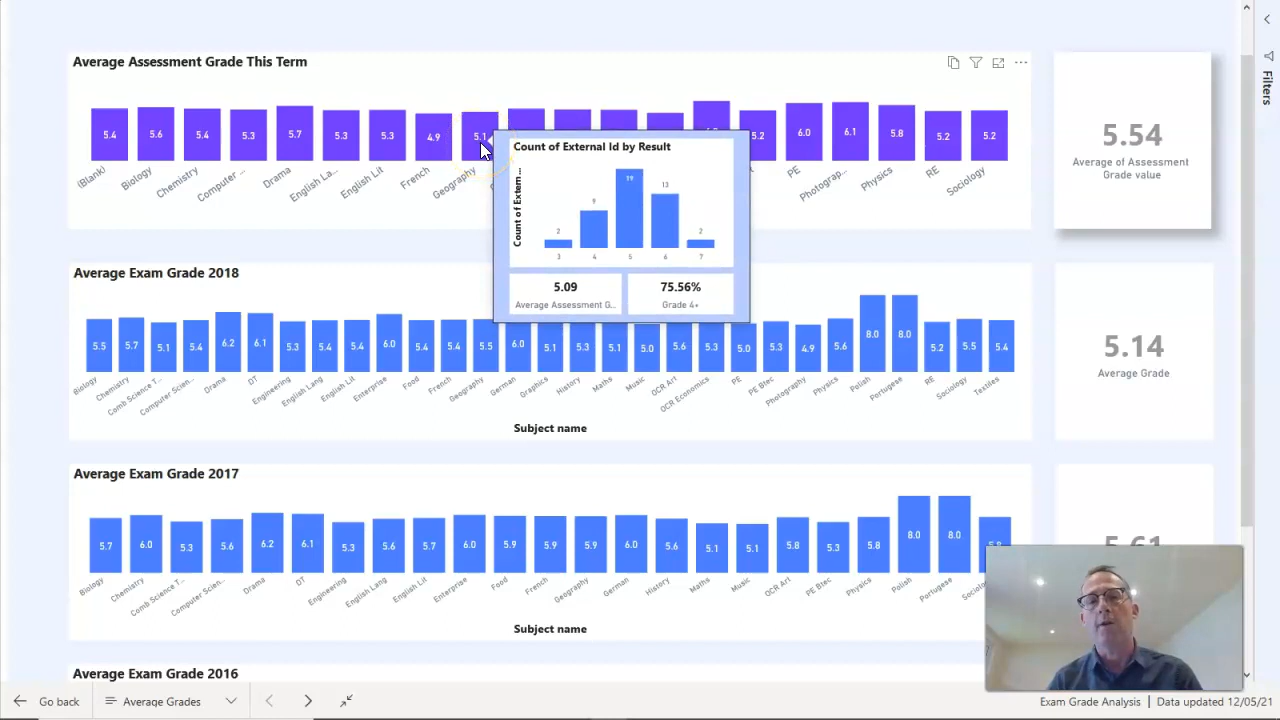 Average Assessment Grade This Term
5.4 5.6 5.4 5.3 5.7 5.3 5.3 4.9 5.1 5.2 6.0 6.1 5.8 5.2 5.2
(Blank) Biology Chemistry Computer ... Drama English La... English Lit French Geography PE Photograp... Physics RE Sociology
5.54
Average of Assessment
Grade value
Filters
Count of External Id by Result
Count of Extern...
2 9 19 13 2
3 4 5 6 7
5.09 75.56%
Average Assessment G... Grade 4+
Average Exam Grade 2018
5.5 5.7 5.1 5.4 6.2 6.1 5.3 5.4 5.4 6.0 5.4 5.4 5.5 6.0 5.1 5.3 5.1 5.0 5.6 5.3 5.0 5.3 4.9 5.6 8.0 8.0 5.2 5.5 5.4
Biology Chemistry Comb Science T... Computer Scien... Drama DT Engineering English Lang English Lit Enterprise Food French Geography German Graphics History Maths Music OCR Art OCR Economics PE PE Btec Photography Physics Polish Portugese RE Sociology Textiles
Subject name
5.14
Average Grade
Average Exam Grade 2017
5.7 6.0 5.3 5.6 6.2 6.1 5.3 5.6 5.7 6.0 5.9 5.9 5.9 6.0 5.6 5.1 5.1 5.8 5.3 5.8 8.0 8.0
Biology Chemistry Comb Science T... Computer Scien... Drama DT Engineering English Lang English Lit Enterprise Food French Geography German History Maths Music OCR Art PE Btec Physics Polish Portugese
Subject name
Average Exam Grade 2016
Go back Average Grades
Exam Grade Analysis | Data updated 12/05/21